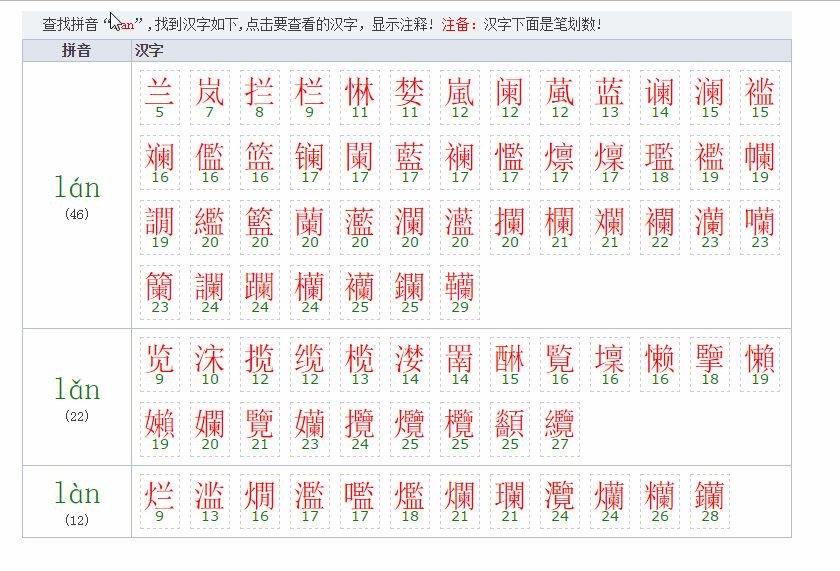 查找拼音“lan”,找到汉字如下,点击要查看的汉字，显示注释! 注备：汉字下面是笔划数!
拼音 汉字
兰 岚 拦 栏 惏 婪 嵐 阑 葻 蓝 谰 澜 褴
5 7 8 9 11 11 12 12 12 13 14 15 15
斓 儖 篮 镧 闌 藍 襕 懢 燣 燣 璼 襤 幱
16 16 16 17 17 17 17 17 17 17 18 19 19
lán
(46)
譋 繿 籃 蘭 蘫 瀾 灆 攔 欄 斕 襴 灡 囒
19 20 20 20 20 20 20 20 21 21 22 23 23
籣 讕 躝 欗 襽 鑭 韊
23 24 24 24 25 25 29
览 浨 揽 缆 榄 漤 罱 醂 覧 壈 懒 擥 懶
9 10 12 12 13 14 14 15 16 16 16 18 19
lǎn
(22)
嬾 孄 覽 孏 攬 爦 欖 顲 纜
19 20 21 23 24 25 25 25 27
làn
(12)
烂 滥 燗 濫 嚂 爁 爛 瓓 灠 爤 糷 钄
9 13 16 17 17 18 21 21 24 24 26 28